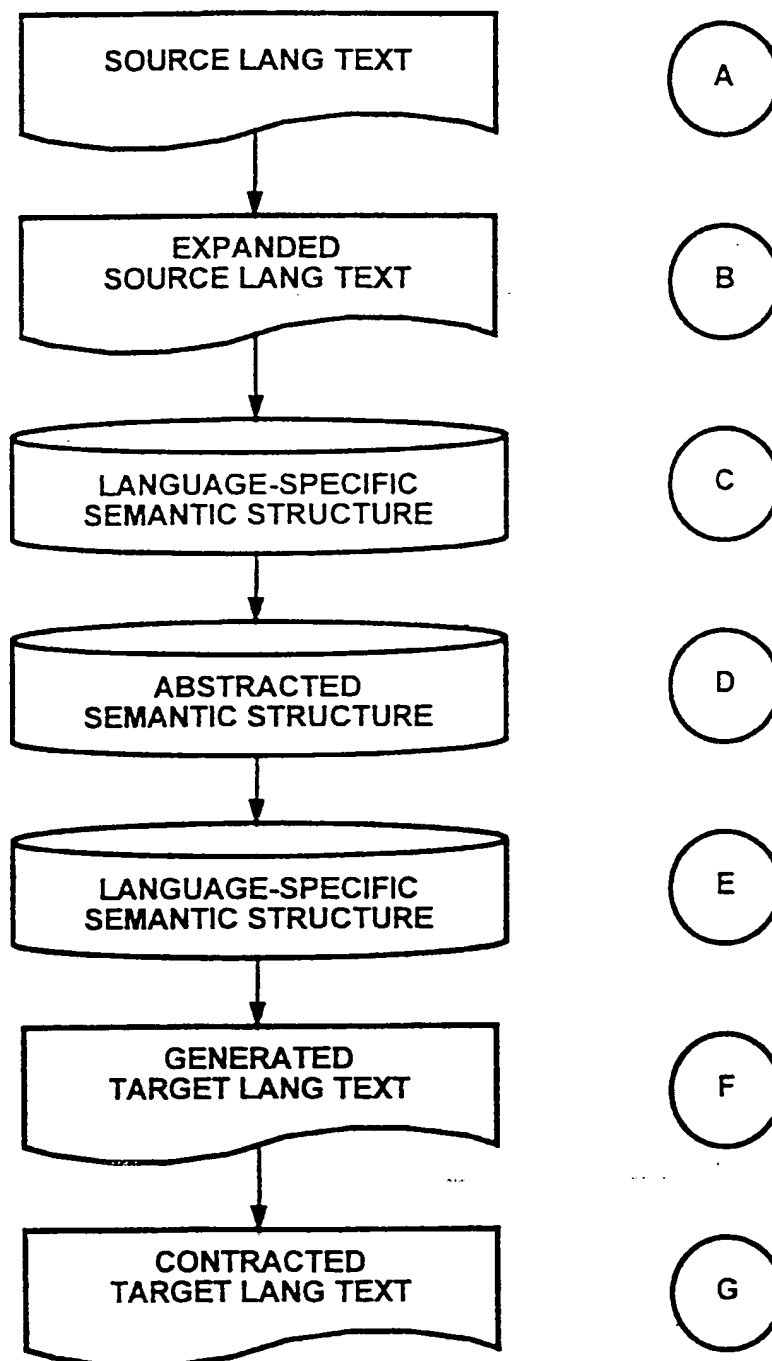 SOURCE LANG TEXT
A
EXPANDED
SOURCE LANG TEXT
B
LANGUAGE-SPECIFIC
SEMANTIC STRUCTURE
C
ABSTRACTED
SEMANTIC STRUCTURE
D
LANGUAGE-SPECIFIC
SEMANTIC STRUCTURE
E
GENERATED
TARGET LANG TEXT
F
CONTRACTED
TARGET LANG TEXT
G